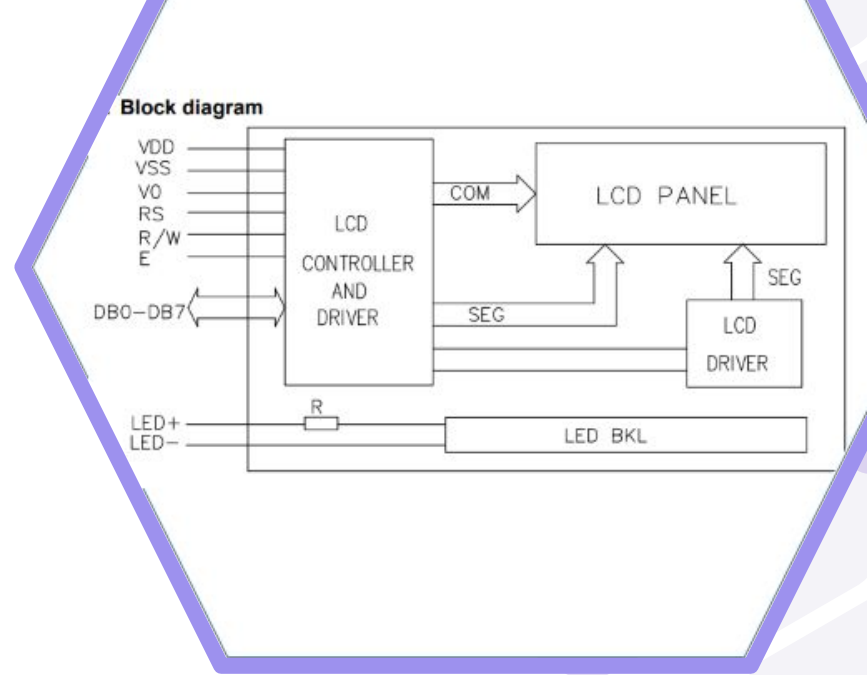 Block diagram
VDD
VSS
V0
RS
R/W
E
DB0-DB7
LED+
LED-
LCD
CONTROLLER
AND
DRIVER
COM
SEG
LCD PANEL
SEG
LCD
DRIVER
R
LED BKL